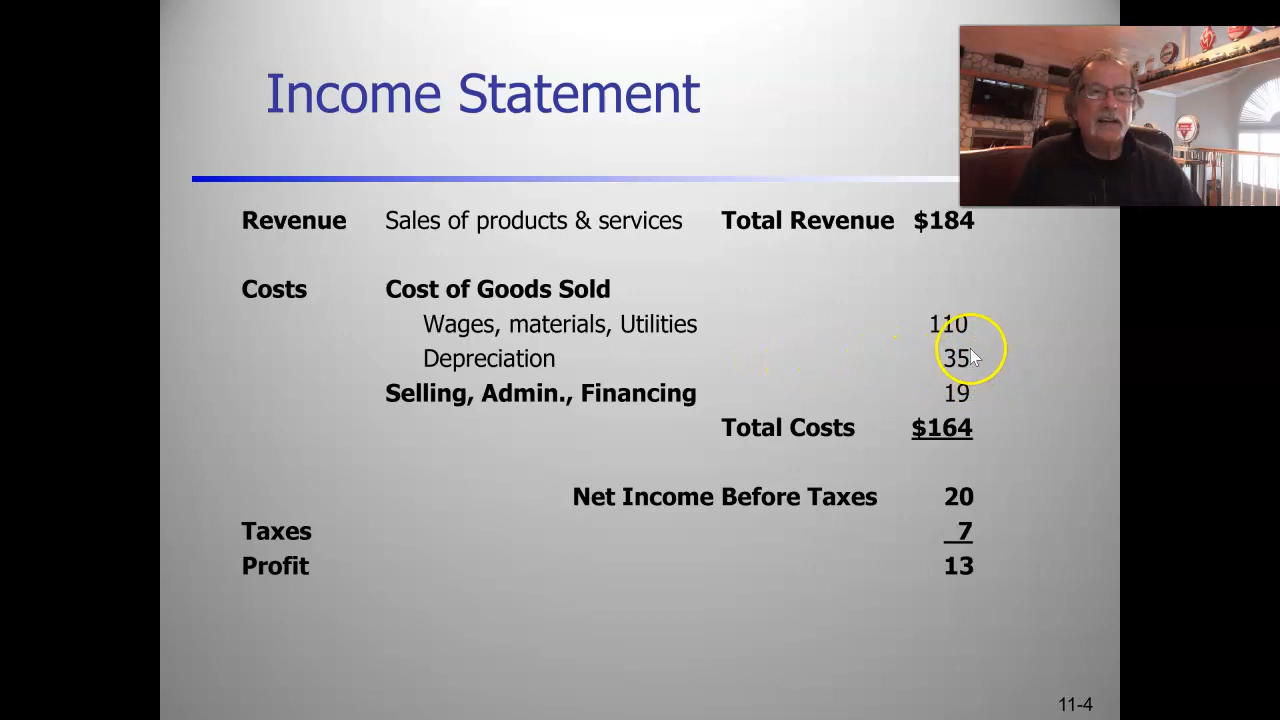 Income Statement
Revenue Sales of products & services Total Revenue $184
Costs Cost of Goods Sold
Wages, materials, Utilities 110
Depreciation 35
Selling, Admin., Financing 19
Total Costs $164
Net Income Before Taxes 20
Taxes 7
Profit 13
11-4